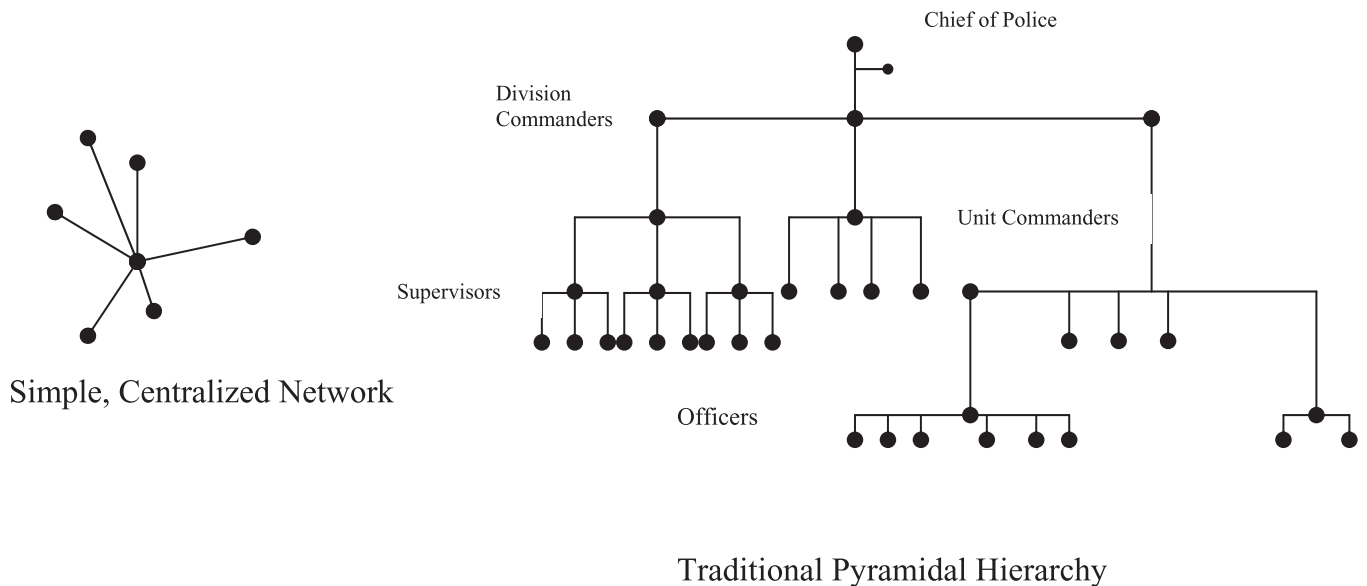 Chief of Police
Division
Commanders
Unit Commanders
Supervisors
Simple, Centralized Network
Officers
Traditional Pyramidal Hierarchy